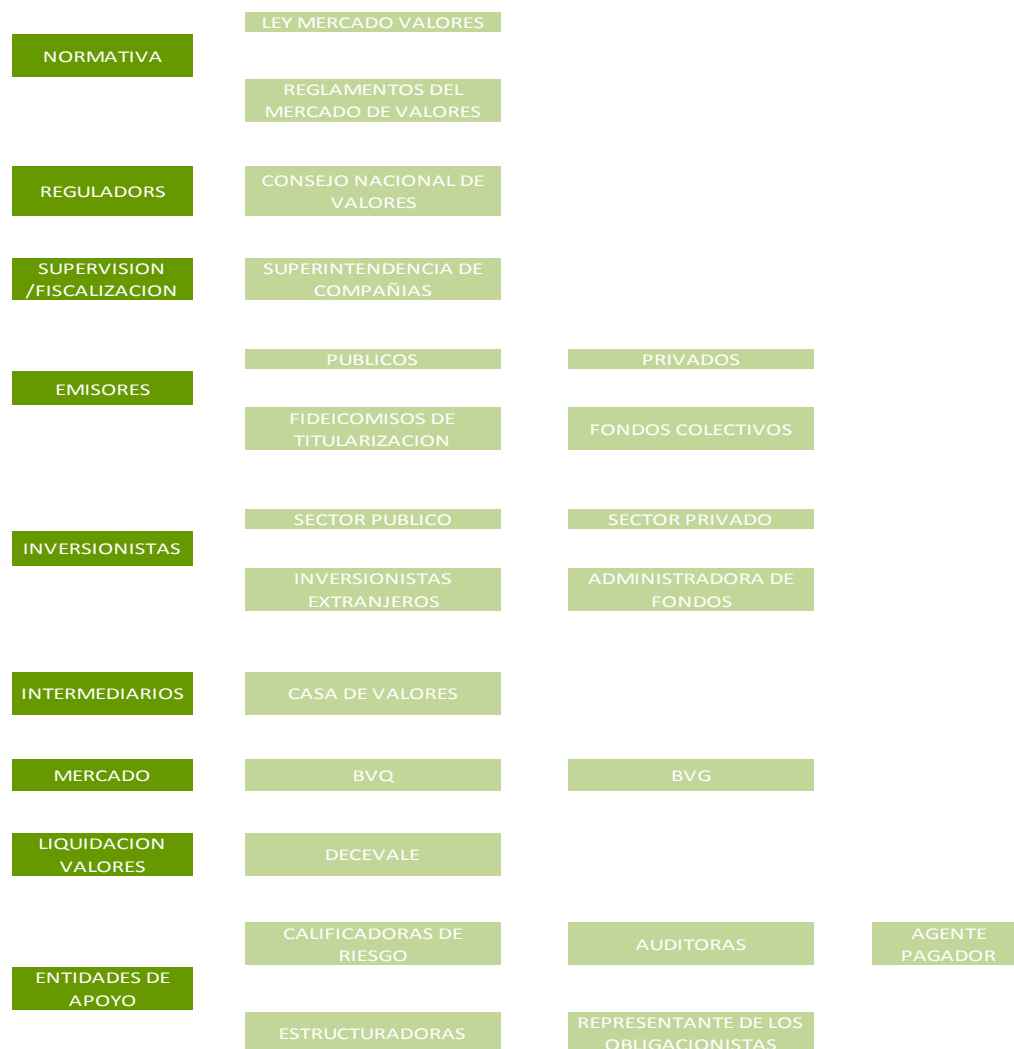 LEY MERCADO VALORES
NORMATIVA
REGLAMENTOS DEL
MERCADO DE VALORES
REGULADORS
CONSEJO NACIONAL DE
VALORES
SUPERVISION
/FISCALIZACION
SUPERINTENDENCIA DE
COMPAÑIAS
PUBLICOS
PRIVADOS
EMISORES
FIDEICOMISOS DE
TITULARIZACION
FONDOS COLECTIVOS
SECTOR PUBLICO
SECTOR PRIVADO
INVERSIONISTAS
INVERSIONISTAS
EXTRANJEROS
ADMINISTRADORA DE
FONDOS
INTERMEDIARIOS
CASA DE VALORES
MERCADO
BVQ
BVG
LIQUIDACION
VALORES
DECEVALE
CALIFICADORAS DE
RIESGO
AUDITORAS
AGENTE
PAGADOR
ENTIDADES DE
APOYO
ESTRUCTURADORAS
REPRESENTANTE DE LOS
OBLIGACIONISTAS